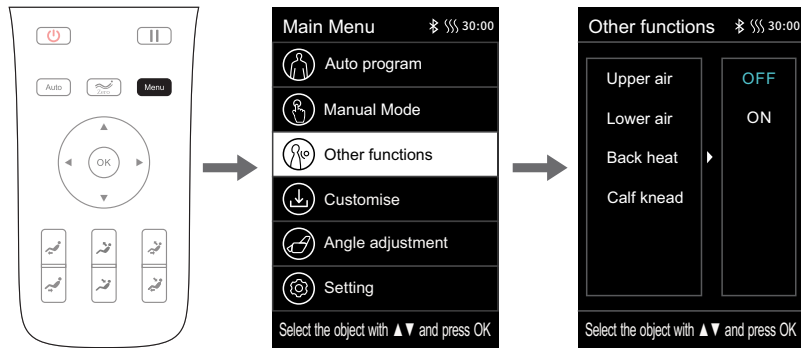 Auto
Zero
Menu
OK
Main Menu 30:00
Auto program
Manual Mode
Other functions
Customise
Angle adjustment
Setting
Select the object with ▲▼ and press OK
Other functions 30:00
Upper air OFF
Lower air ON
Back heat
Calf knead
Select the object with ▲▼ and press OK